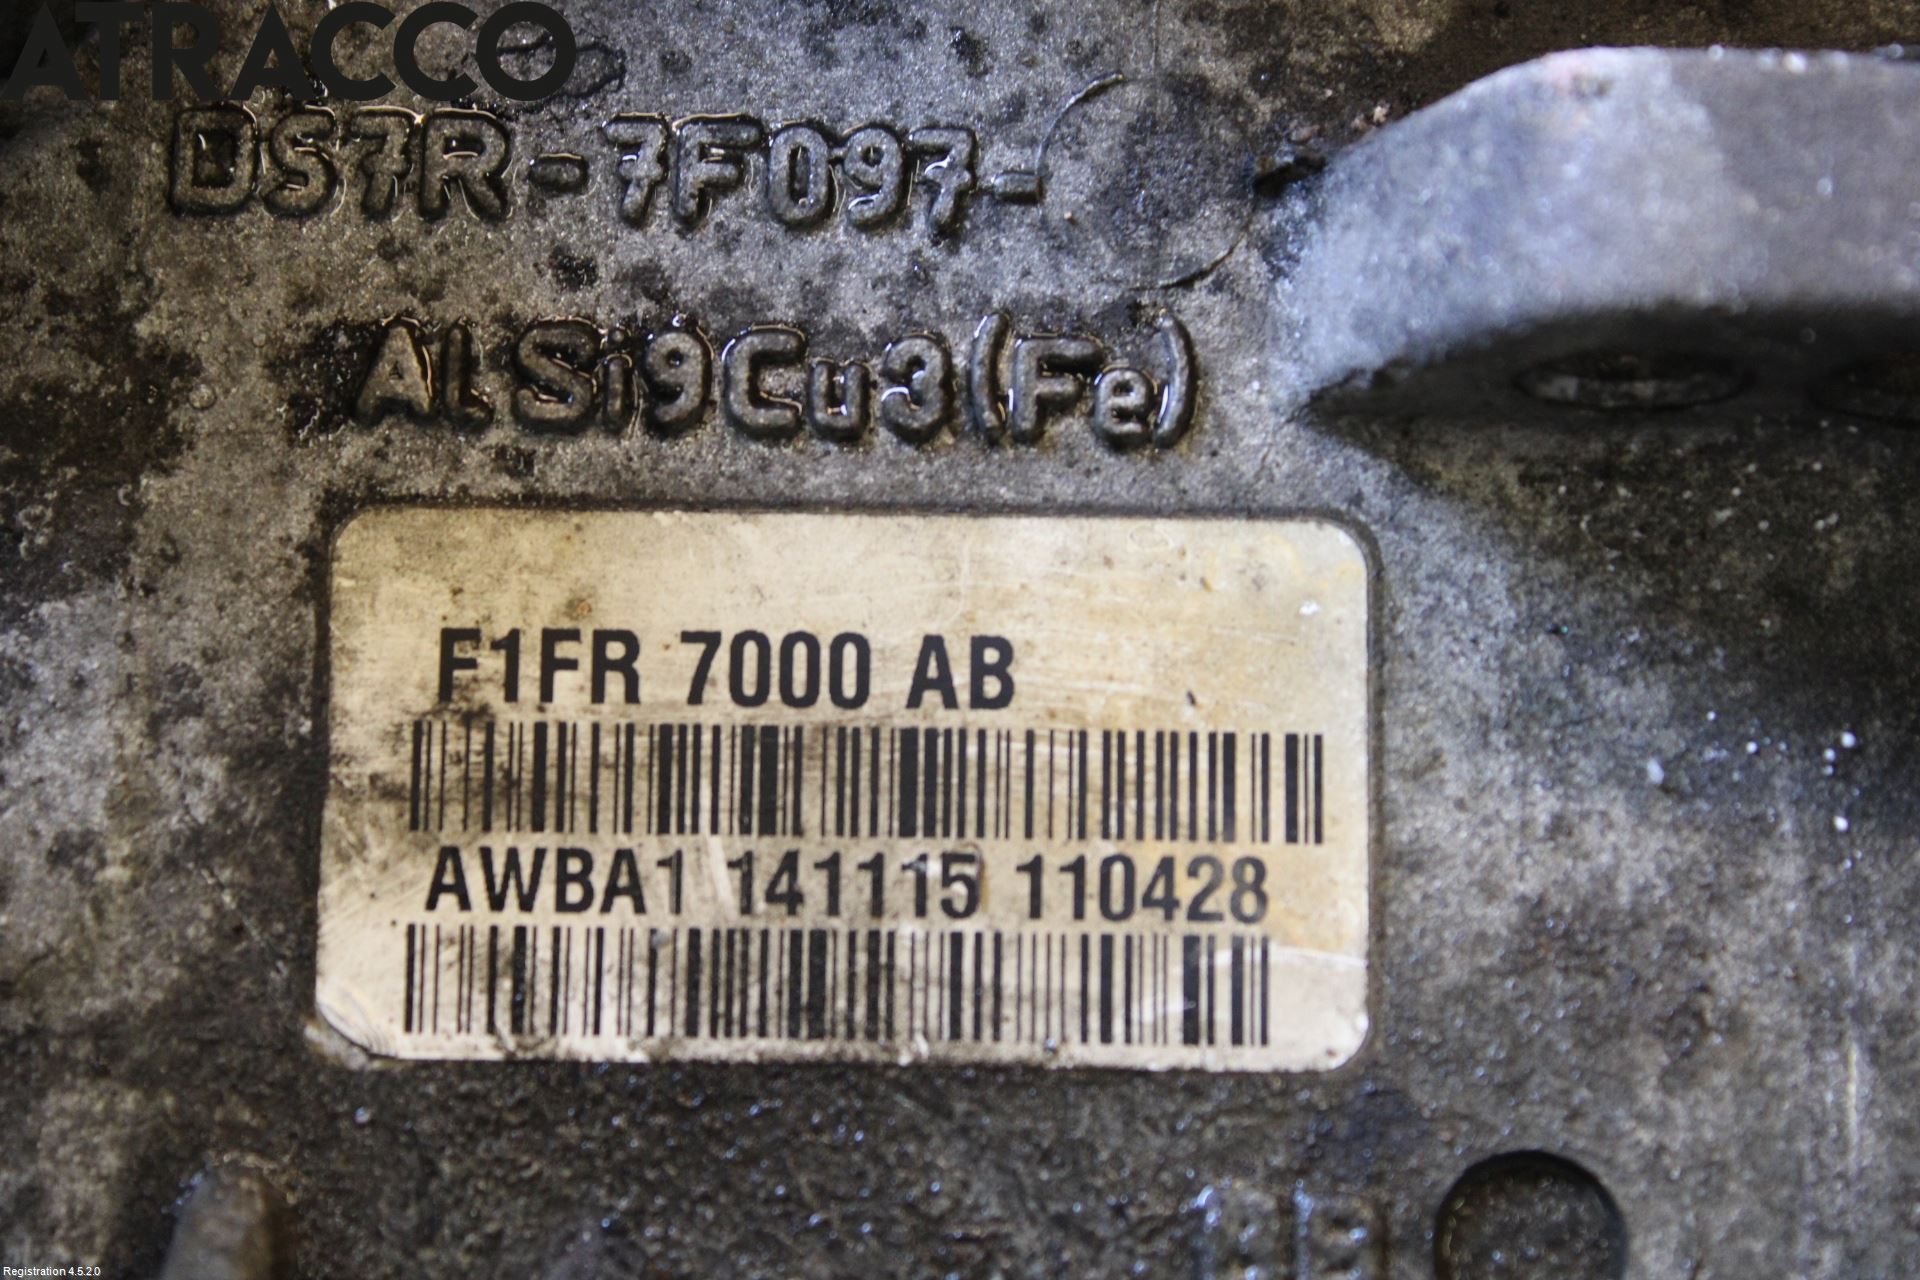 ATRACCO
DS7R-7F097-
AlSi9Cu3(Fe)
F1FR 7000 AB
AWBA1 141115 110428
Registration 4.5.2.0